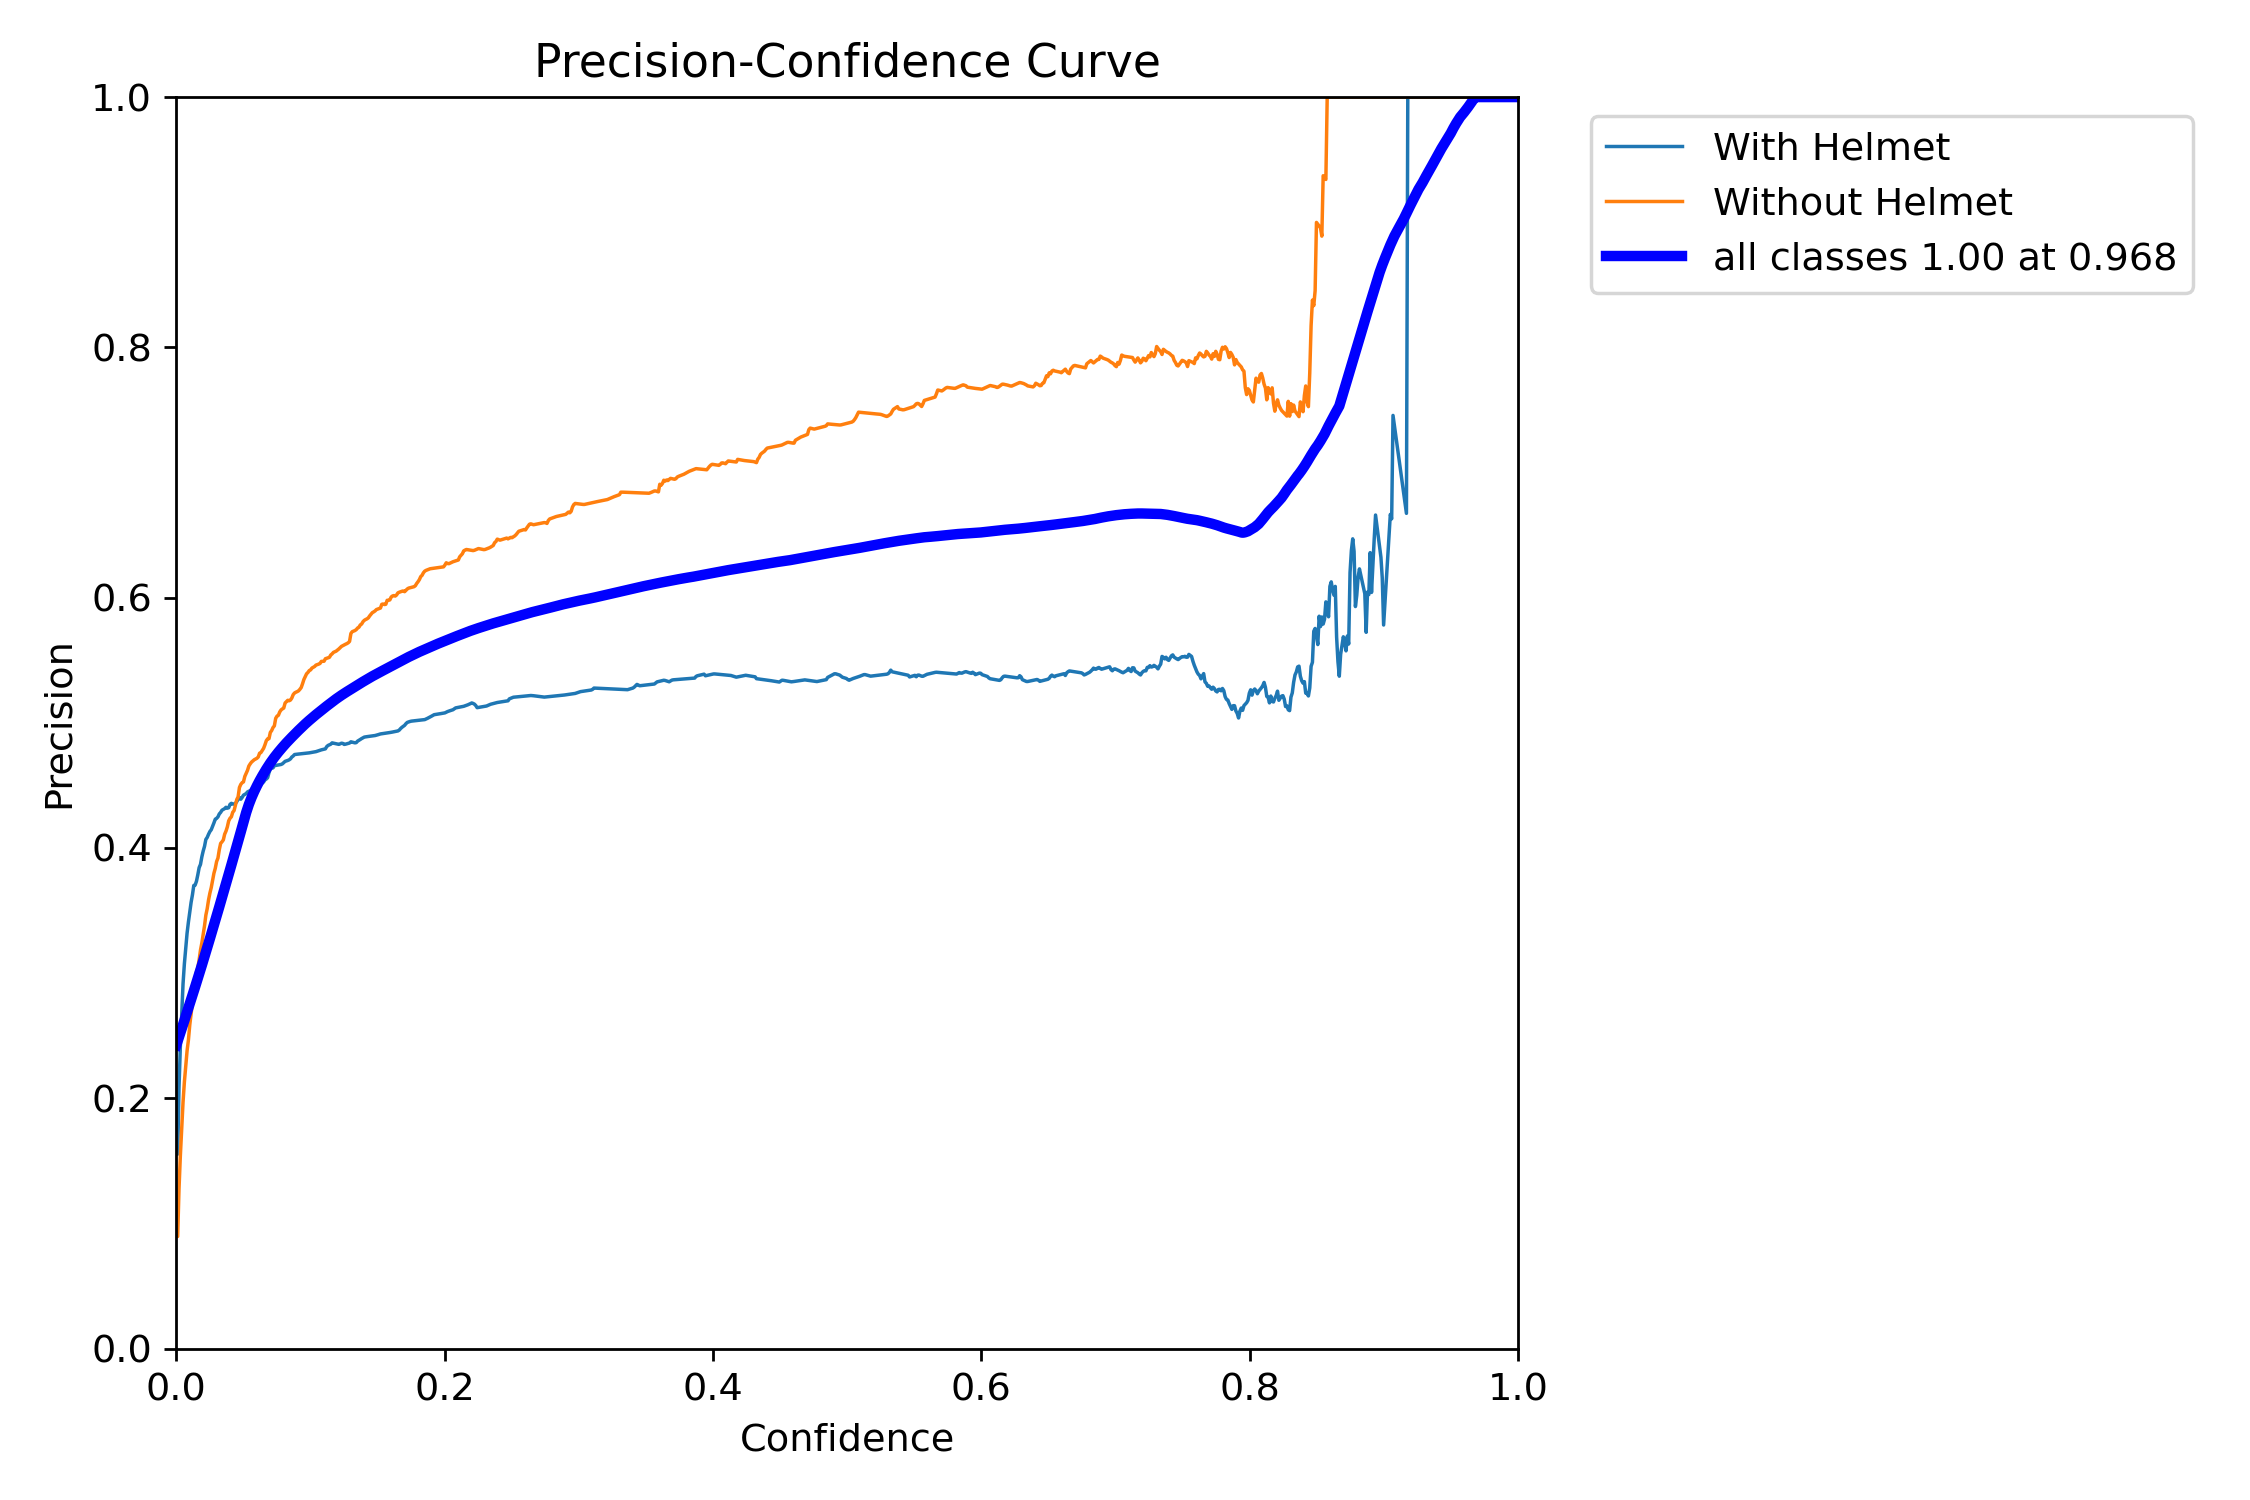 Precision-Confidence Curve
1.0
0.8
0.6
0.4
0.2
0.0
Precision
0.0 0.2 0.4 0.6 0.8 1.0
Confidence
With Helmet
Without Helmet
all classes 1.00 at 0.968